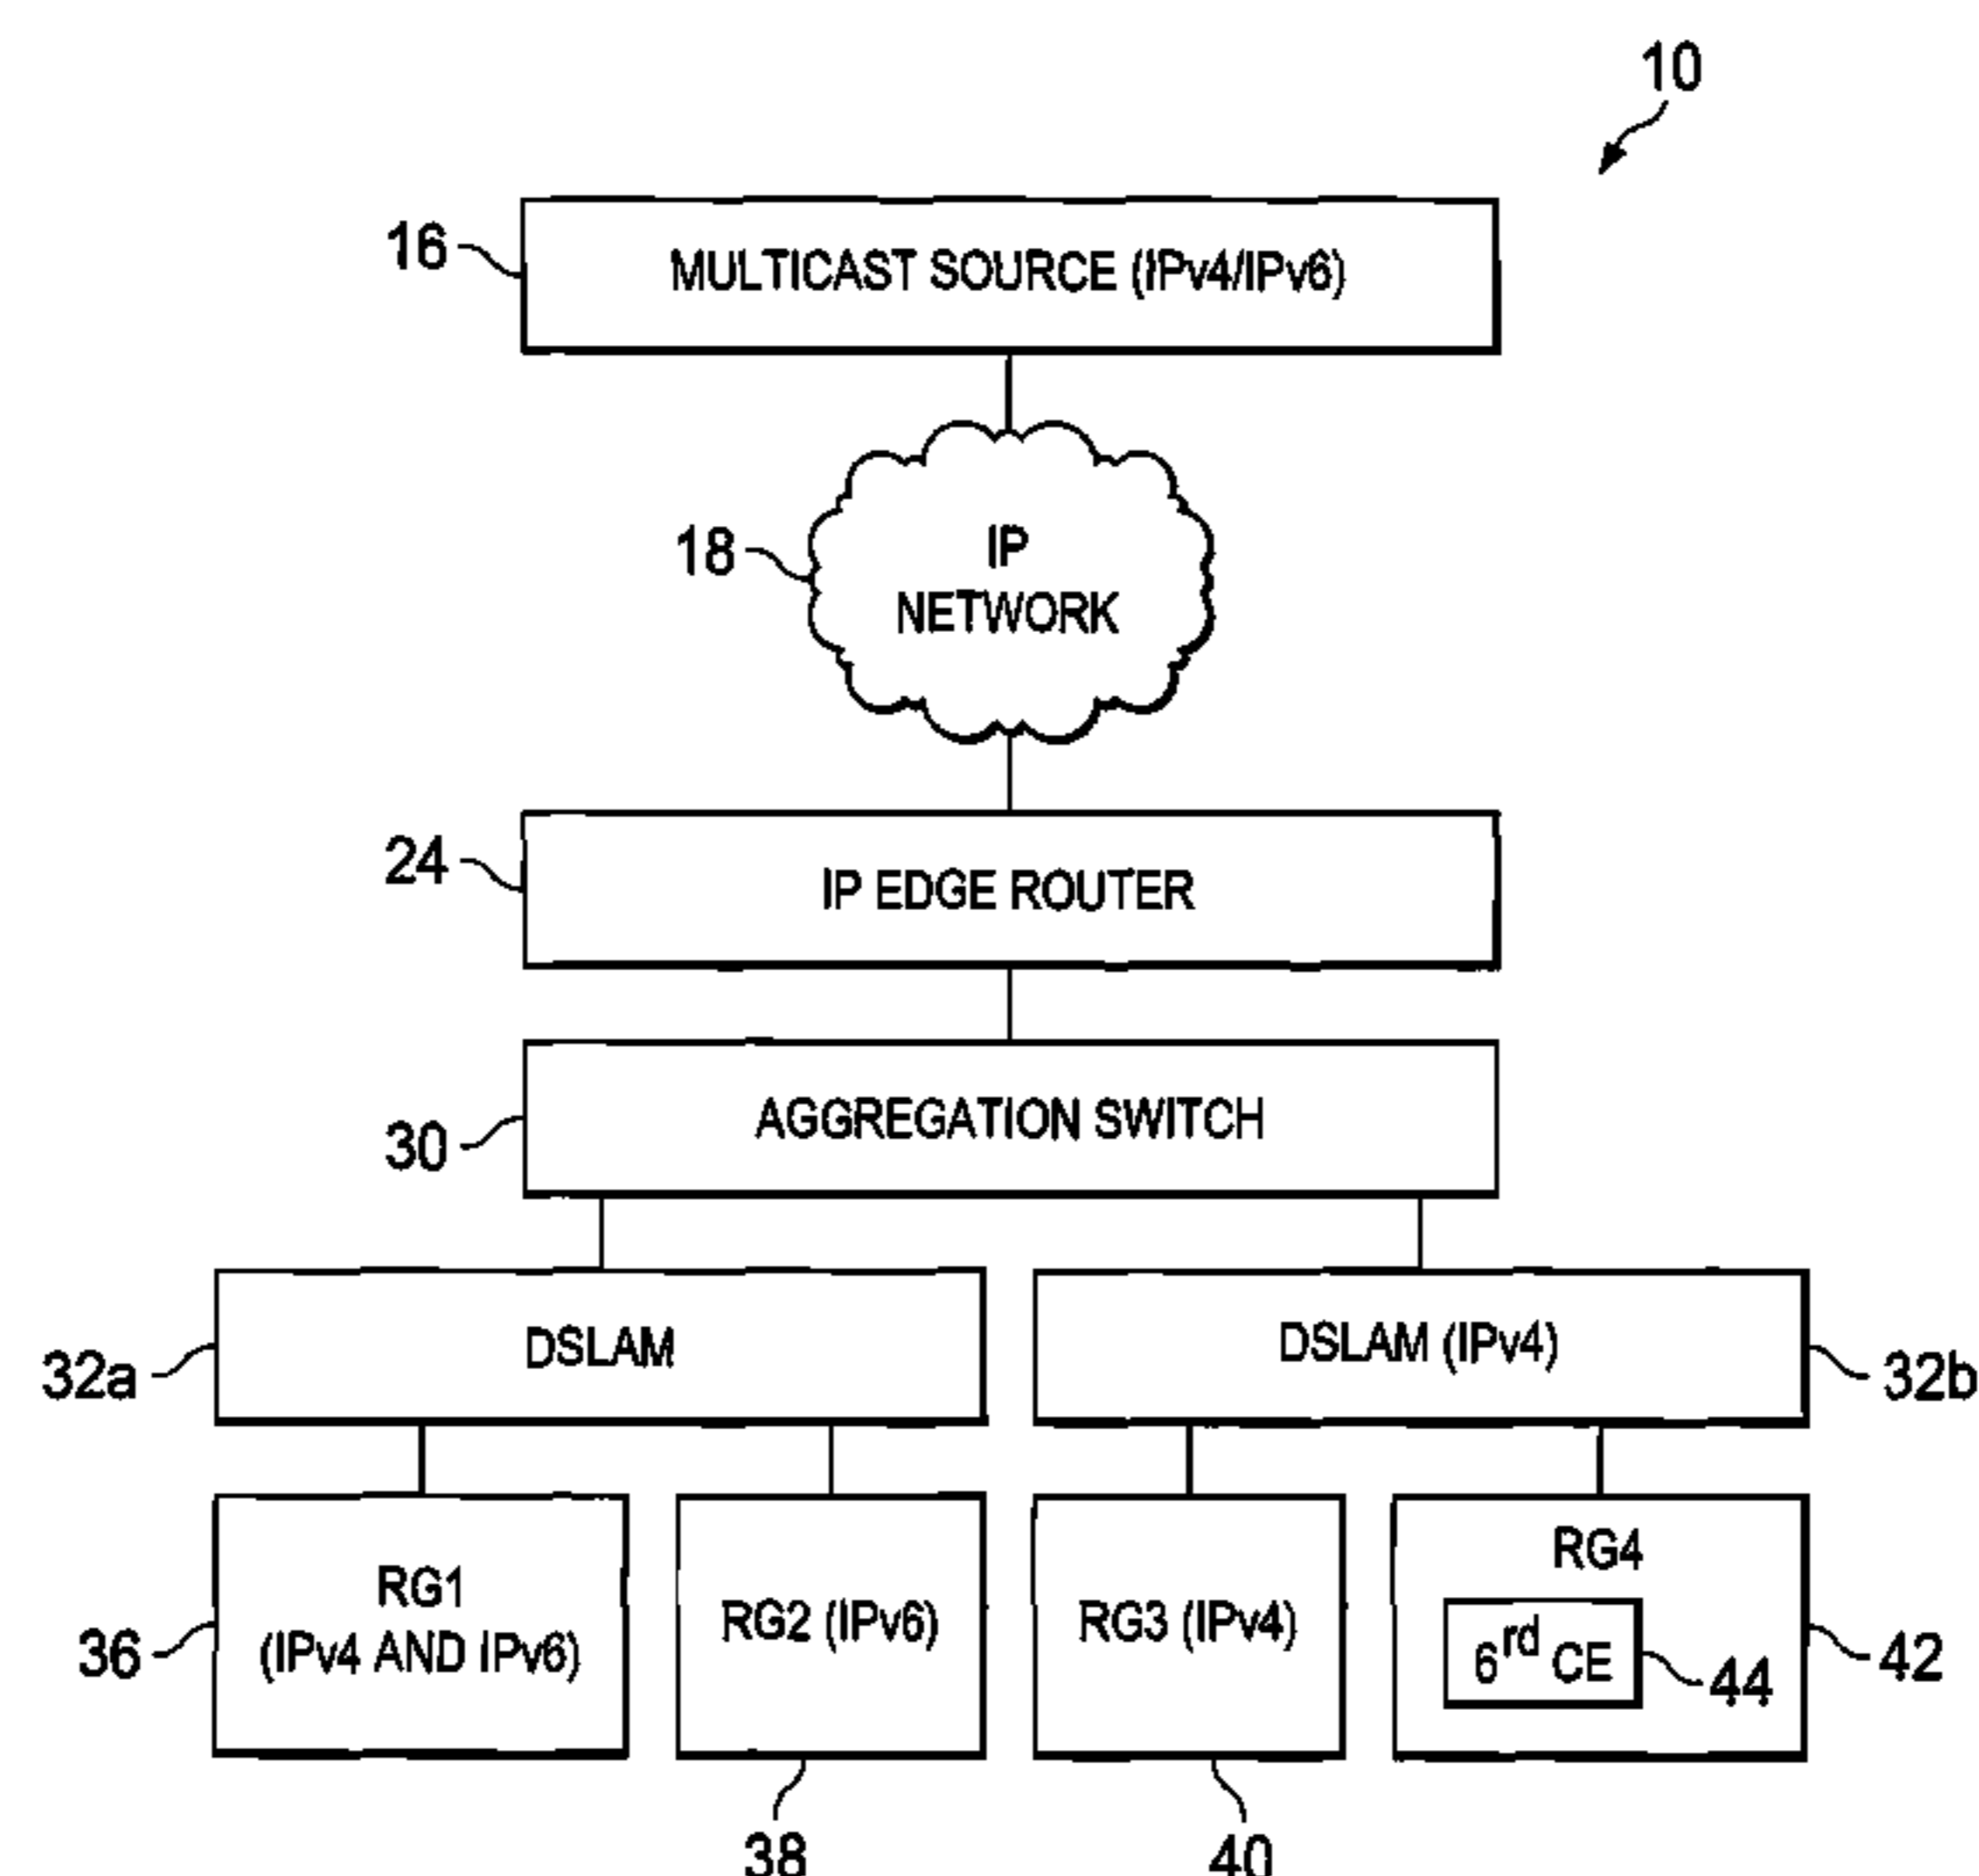 10
16
MULTICAST SOURCE (IPv4/IPv6)
18
IP
NETWORK
24
IP EDGE ROUTER
30
AGGREGATION SWITCH
32a
DSLAM
DSLAM (IPv4)
32b
36
RG1
(IPv4 AND IPv6)
RG2 (IPv6)
RG3 (IPv4)
RG4
6rd CE
44
42
38
40